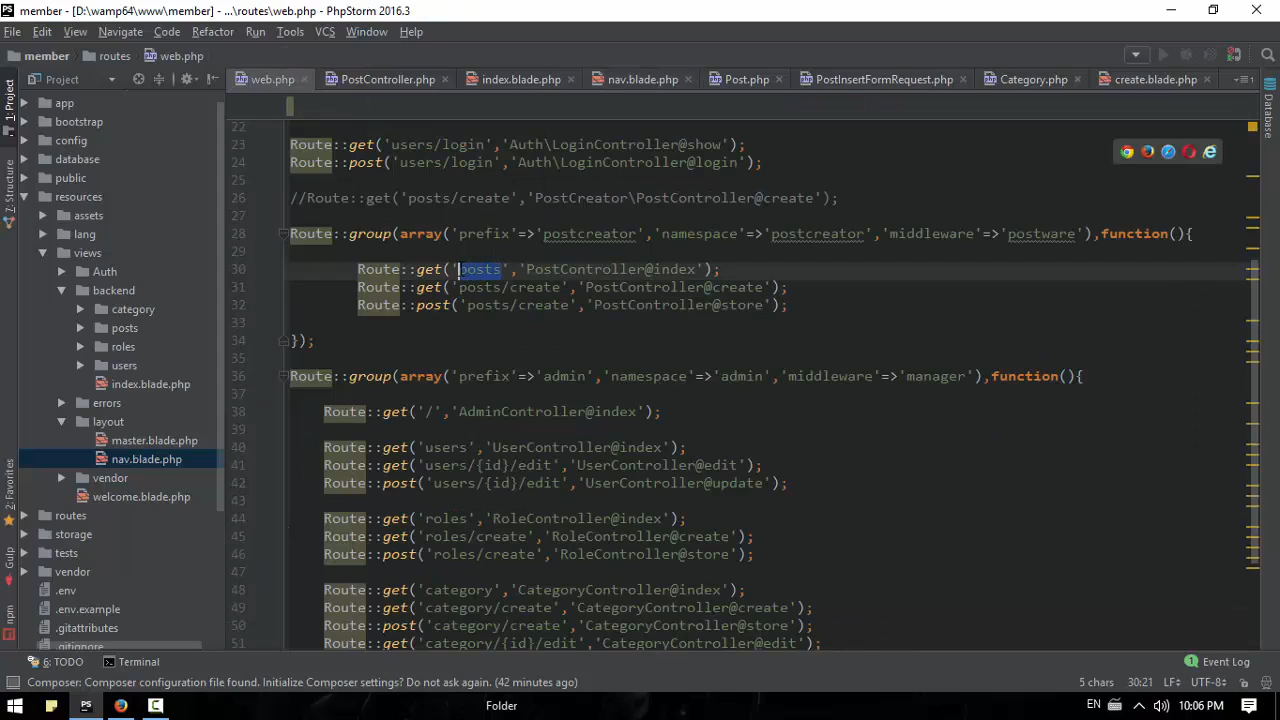 member - [D:\wamp64\www\member] - ...\routes\web.php - PhpStorm 2016.3
File Edit View Navigate Code Refactor Run Tools VCS Window Help
member routes web.php
Project
web.php PostController.php index.blade.php nav.blade.php Post.php PostInsertFormRequest.php Category.php create.blade.php
1: Project
7: Structure
2: Favorites
Gulp
npm
Database
app
bootstrap
config
database
public
resources
assets
lang
views
Auth
backend
category
posts
roles
users
index.blade.php
errors
layout
master.blade.php
nav.blade.php
vendor
welcome.blade.php
routes
storage
tests
vendor
.env
.env.example
.gitattributes
.gitignore
22
23 Route::get('users/login','Auth\LoginController@show');
24 Route::post('users/login','Auth\LoginController@login');
25
26 //Route::get('posts/create','PostCreator\PostController@create');
27
28 Route::group(array('prefix'=>'postcreator','namespace'=>'postcreator','middleware'=>'postware'),function(){
29
30 Route::get('posts','PostController@index');
31 Route::get('posts/create','PostController@create');
32 Route::post('posts/create','PostController@store');
33
34 });
35
36 Route::group(array('prefix'=>'admin','namespace'=>'admin','middleware'=>'manager'),function(){
37
38 Route::get('/','AdminController@index');
39
40 Route::get('users','UserController@index');
41 Route::get('users/{id}/edit','UserController@edit');
42 Route::post('users/{id}/edit','UserController@update');
43
44 Route::get('roles','RoleController@index');
45 Route::get('roles/create','RoleController@create');
46 Route::post('roles/create','RoleController@store');
47
48 Route::get('category','CategoryController@index');
49 Route::get('category/create','CategoryController@create');
50 Route::post('category/create','CategoryController@store');
51 Route::get('category/{id}/edit','CategoryController@edit');
6: TODO Terminal 1 Event Log
Composer: Composer configuration file found. Initialize Composer settings? Do not ask again. (42 minutes ago) 5 chars 30:21 LF UTF-8
Folder EN 10:06 PM